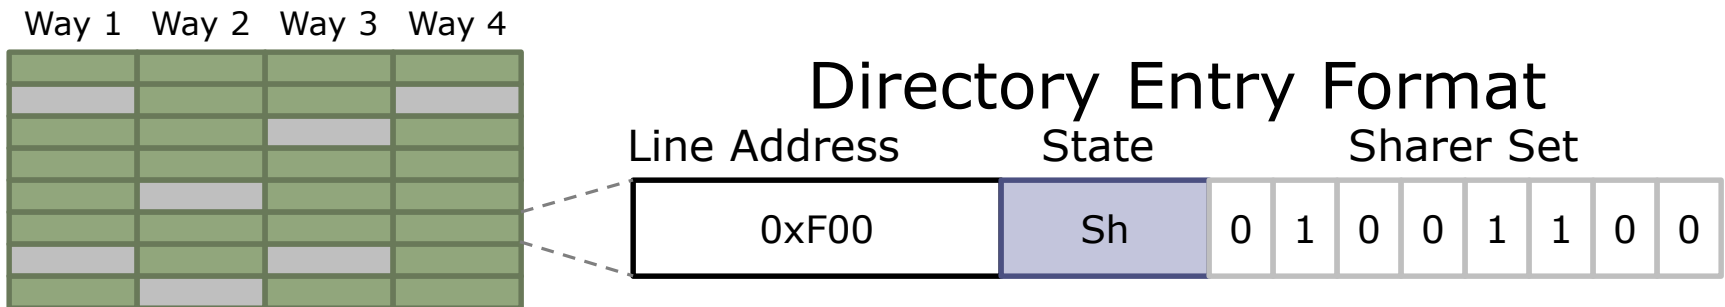 Way 1 Way 2 Way 3 Way 4
Directory Entry Format
Line Address State Sharer Set
0xF00 Sh 0 1 0 0 1 1 0 0